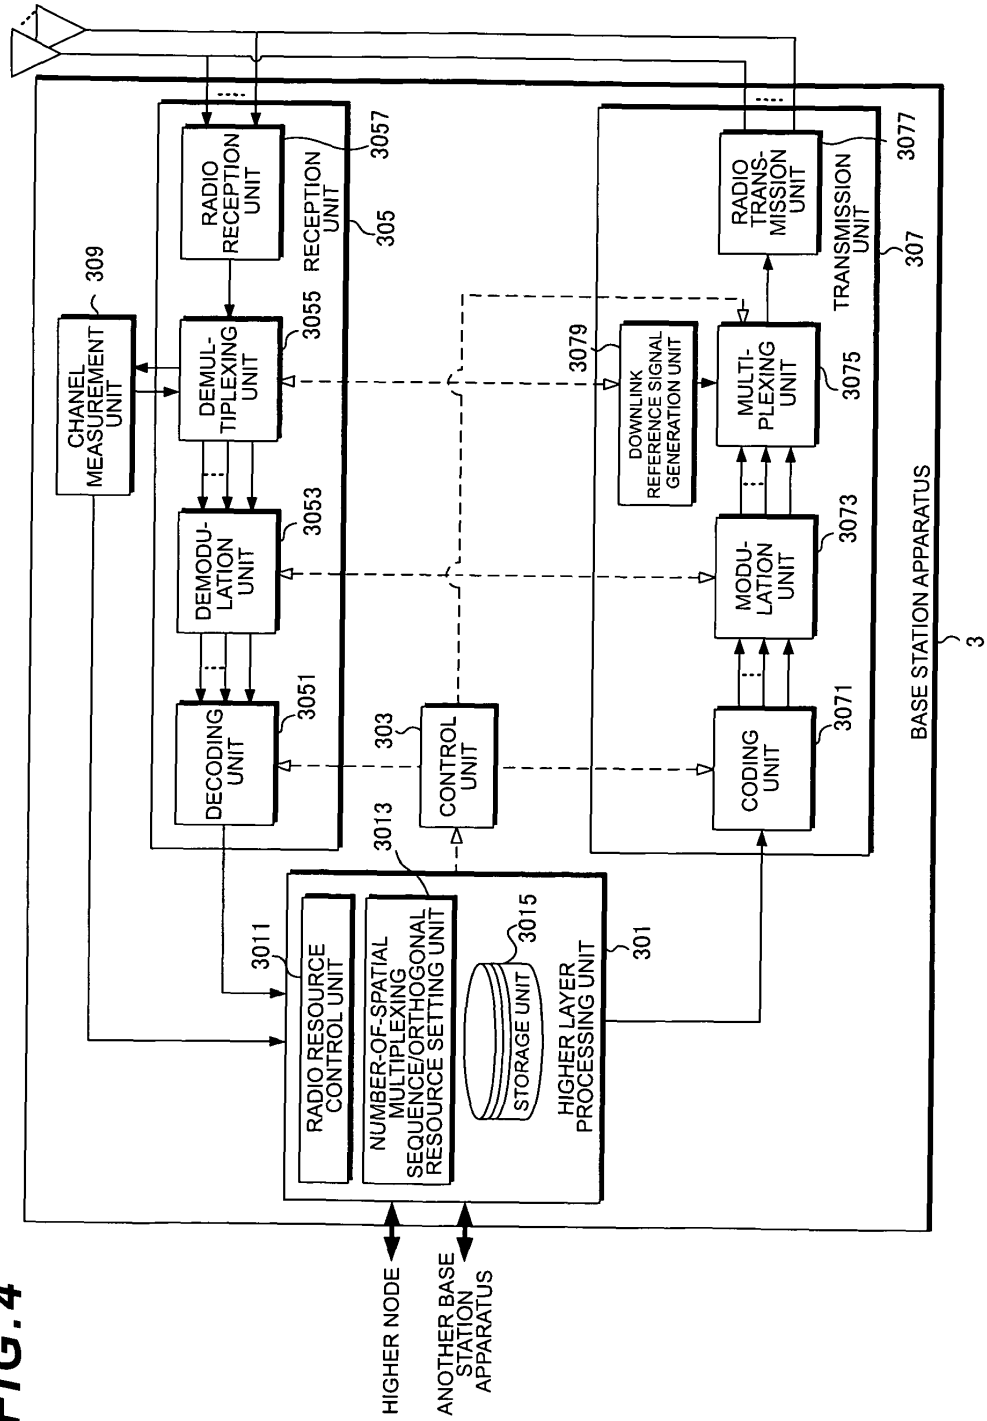 FIG. 4
3057
RADIO
RECEPTION
UNIT
RECEPTION
UNIT
305
309
CHANNEL
MEASUREMENT
UNIT
3055
DEMUL-
TIPLEXING
UNIT
3053
DEMODU-
LATION
UNIT
3051
DECODING
UNIT
303
CONTROL
UNIT
3011
RADIO RESOURCE
CONTROL UNIT
3013
NUMBER-OF-SPATIAL
MULTIPLEXING
SEQUENCE/ORTHOGONAL
RESOURCE SETTING UNIT
3015
STORAGE UNIT
HIGHER LAYER
PROCESSING UNIT
301
HIGHER NODE
ANOTHER BASE
STATION
APPARATUS
3079
DOWNLINK
REFERENCE SIGNAL
GENERATION UNIT
3077
RADIO
TRANS-
MISSION
UNIT
TRANSMISSION
UNIT
307
3075
MULTI-
PLEXING
UNIT
3073
MODU-
LATION
UNIT
3071
CODING
UNIT
BASE STATION APPARATUS
3